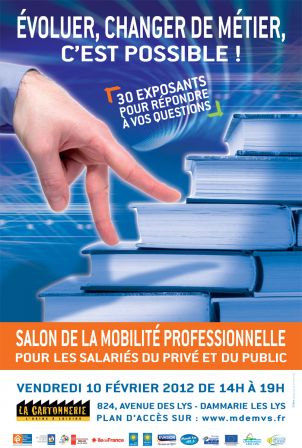 ÉVOLUER, CHANGER DE MÉTIER,
C'EST POSSIBLE !
30 EXPOSANTS
POUR RÉPONDRE
À VOS QUESTIONS
SALON DE LA MOBILITÉ PROFESSIONNELLE
POUR LES SALARIÉS DU PRIVÉ ET DU PUBLIC
VENDREDI 10 FÉVRIER 2012 DE 14H À 19H
LA CARTONNERIE
824, AVENUE DES LYS - DAMMARIE LES LYS
PLAN D'ACCÈS SUR : www.mdemvs.fr
îledeFrance